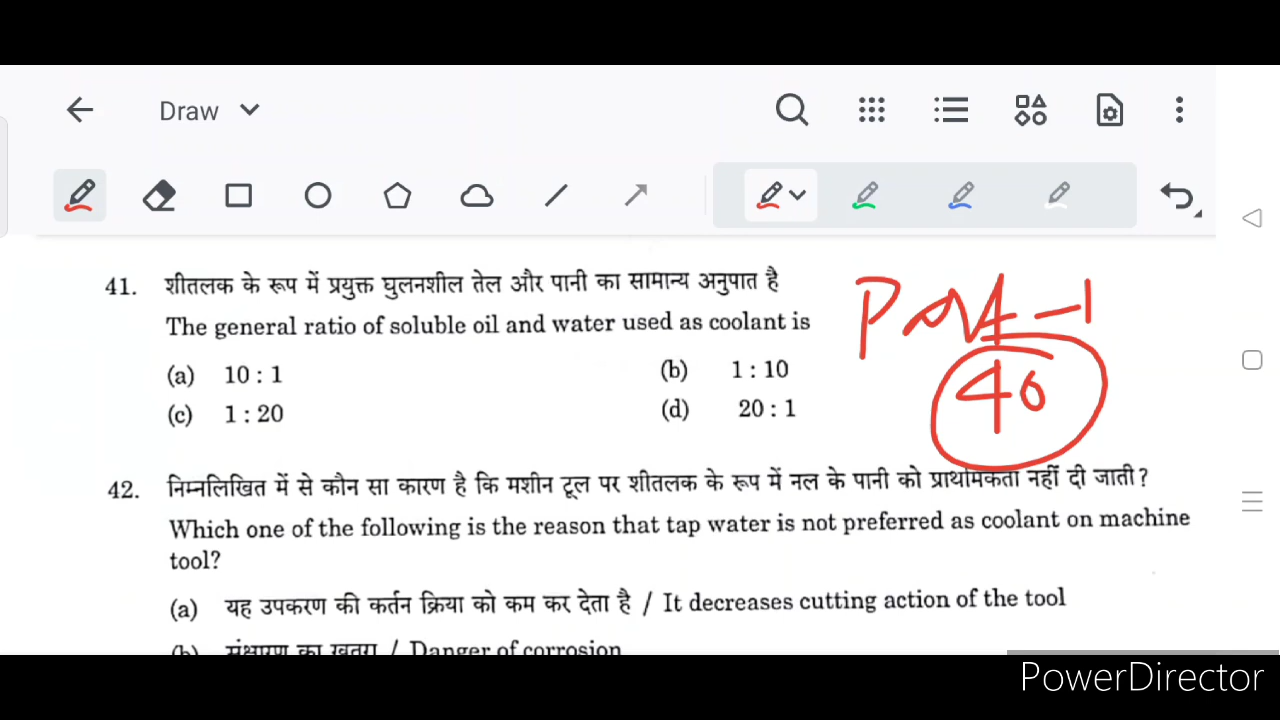 Draw
41. शीतलक के रूप में प्रयुक्त घुलनशील तेल और पानी का सामान्य अनुपात है
The general ratio of soluble oil and water used as coolant is
(a) 10 : 1 (b) 1 : 10
(c) 1 : 20 (d) 20 : 1
Part-1
40
42. निम्नलिखित में से कौन सा कारण है कि मशीन टूल पर शीतलक के रूप में नल के पानी को प्राथमिकता नहीं दी जाती ?
Which one of the following is the reason that tap water is not preferred as coolant on machine
tool?
(a) यह उपकरण की कर्तन क्रिया को कम कर देता है / It decreases cutting action of the tool
(b) संक्षारण का खतरा / Danger of corrosion
PowerDirector